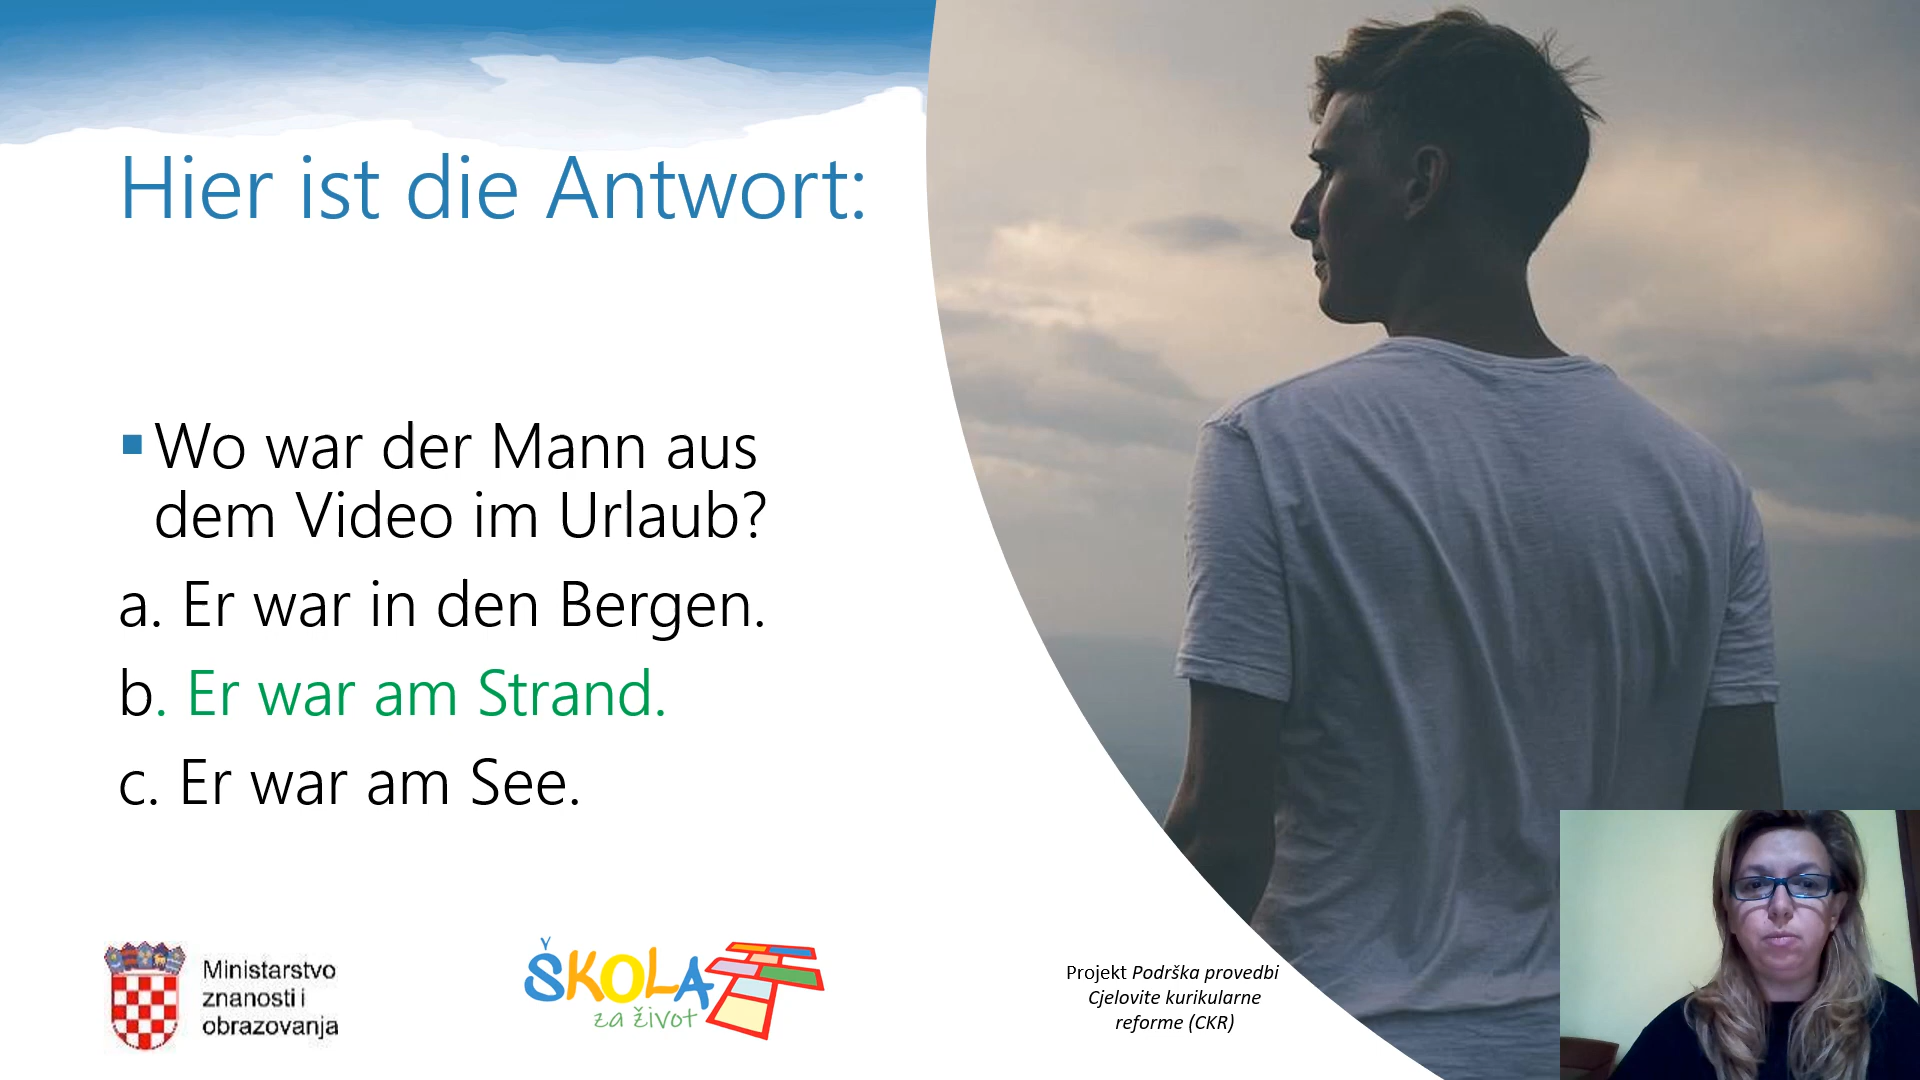 Hier ist die Antwort:
Wo war der Mann aus
dem Video im Urlaub?
a. Er war in den Bergen.
b. Er war am Strand.
c. Er war am See.
Ministarstvo
znanosti i
obrazovanja
ŠKOLA
za život
Projekt Podrška provedbi
Cjelovite kurikularne
reforme (CKR)